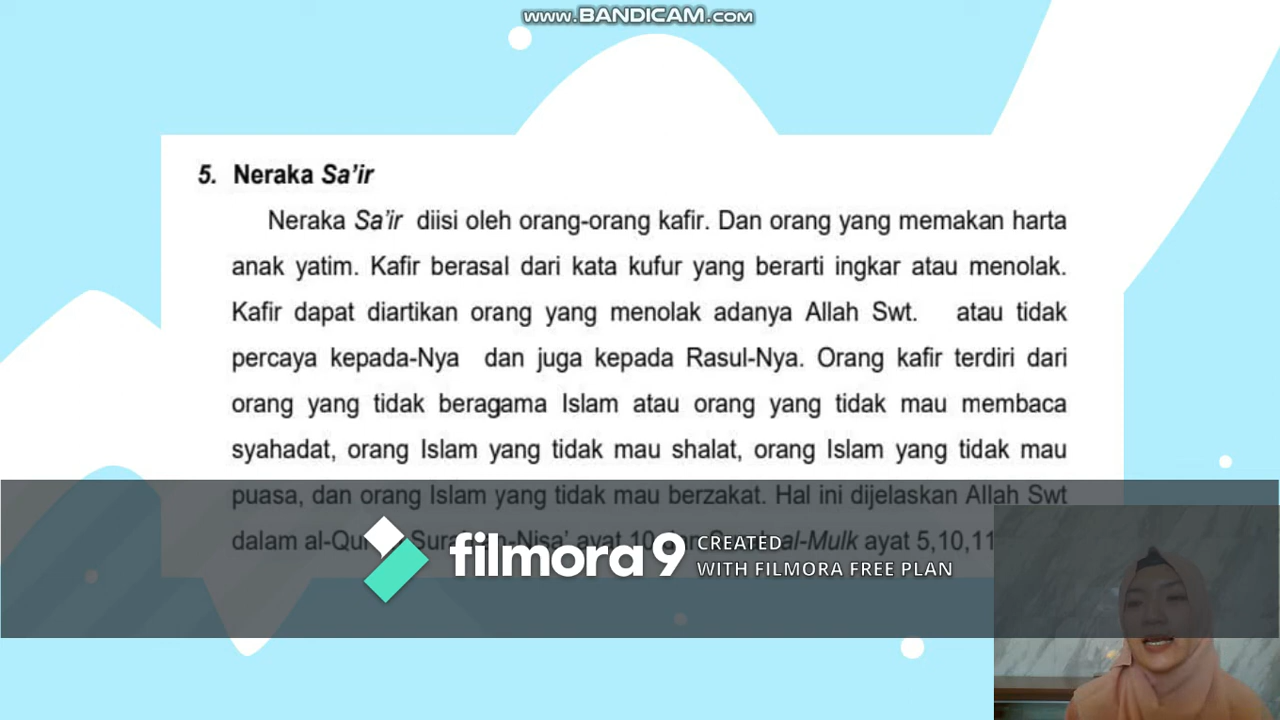 www.BANDICAM.com
5. Neraka Sa'ir
Neraka Sa'ir diisi oleh orang-orang kafir. Dan orang yang memakan harta
anak yatim. Kafir berasal dari kata kufur yang berarti ingkar atau menolak.
Kafir dapat diartikan orang yang menolak adanya Allah Swt. atau tidak
percaya kepada-Nya dan juga kepada Rasul-Nya. Orang kafir terdiri dari
orang yang tidak beragama Islam atau orang yang tidak mau membaca
syahadat, orang Islam yang tidak mau shalat, orang Islam yang tidak mau
puasa, dan orang Islam yang tidak mau berzakat. Hal ini dijelaskan Allah Swt
dalam ayat 10 al-Mulk ayat 5,10,11
filmora9 CREATED
WITH FILMORA FREE PLAN